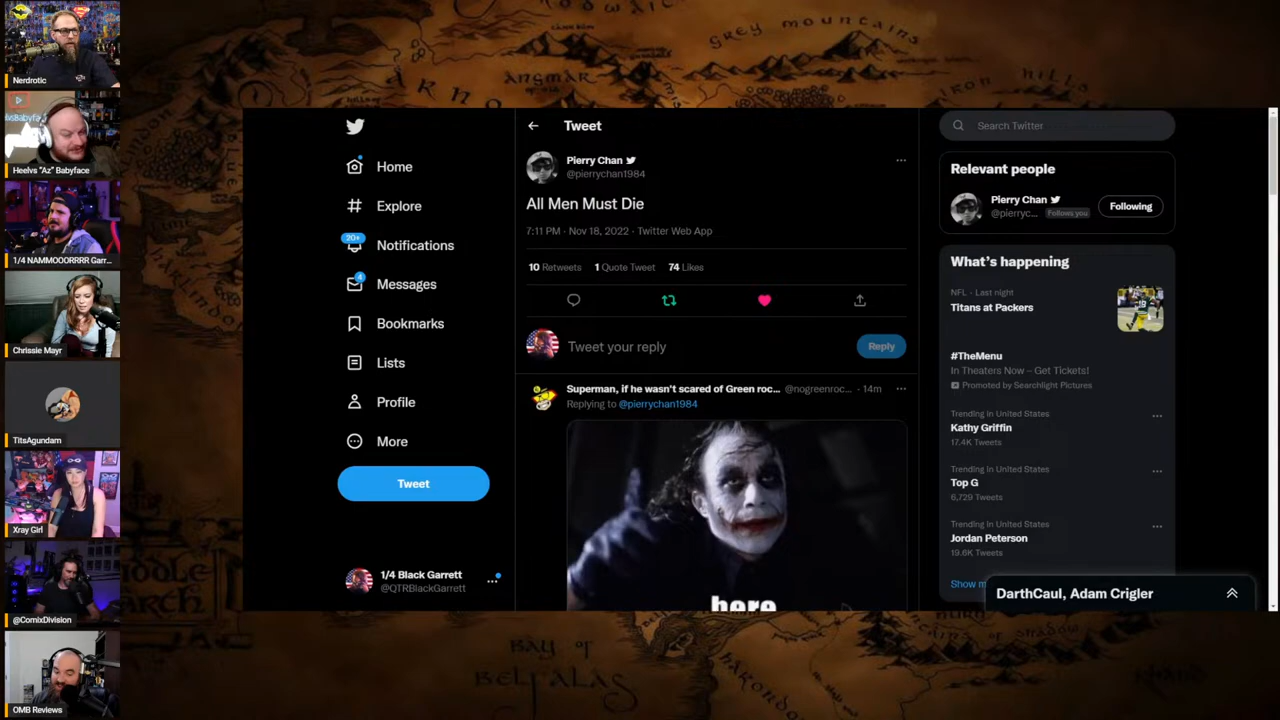 Nerdrotic
Heelvs "Az" Babyface
1/4 NAMMOOORRRR Garr...
Chrissie Mayr
TitsAgundam
Xray Girl
@ComixDivision
OMB Reviews
GREY MOUNTAINS
ANGMAR
IRON HILLS
Home
Explore
20+
Notifications
4
Messages
Bookmarks
Lists
Profile
More
Tweet
1/4 Black Garrett
@QTRBlackGarrett
Tweet
Pierry Chan
@pierrychan1984
All Men Must Die
7:11 PM · Nov 18, 2022 · Twitter Web App
10 Retweets 1 Quote Tweet 74 Likes
Tweet your reply
Reply
Superman, if he wasn't scared of Green roc... @nogreenroc... · 14m
Replying to @pierrychan1984
here
Search Twitter
Relevant people
Pierry Chan
@pierryc... Follows you
Following
What's happening
NFL · Last night
Titans at Packers
#TheMenu
In Theaters Now – Get Tickets!
Promoted by Searchlight Pictures
Trending in United States
Kathy Griffin
17.4K Tweets
Trending in United States
Top G
6,729 Tweets
Trending in United States
Jordan Peterson
19.6K Tweets
Show m
DarthCaul, Adam Crigler
BAY OF
BELFALAS